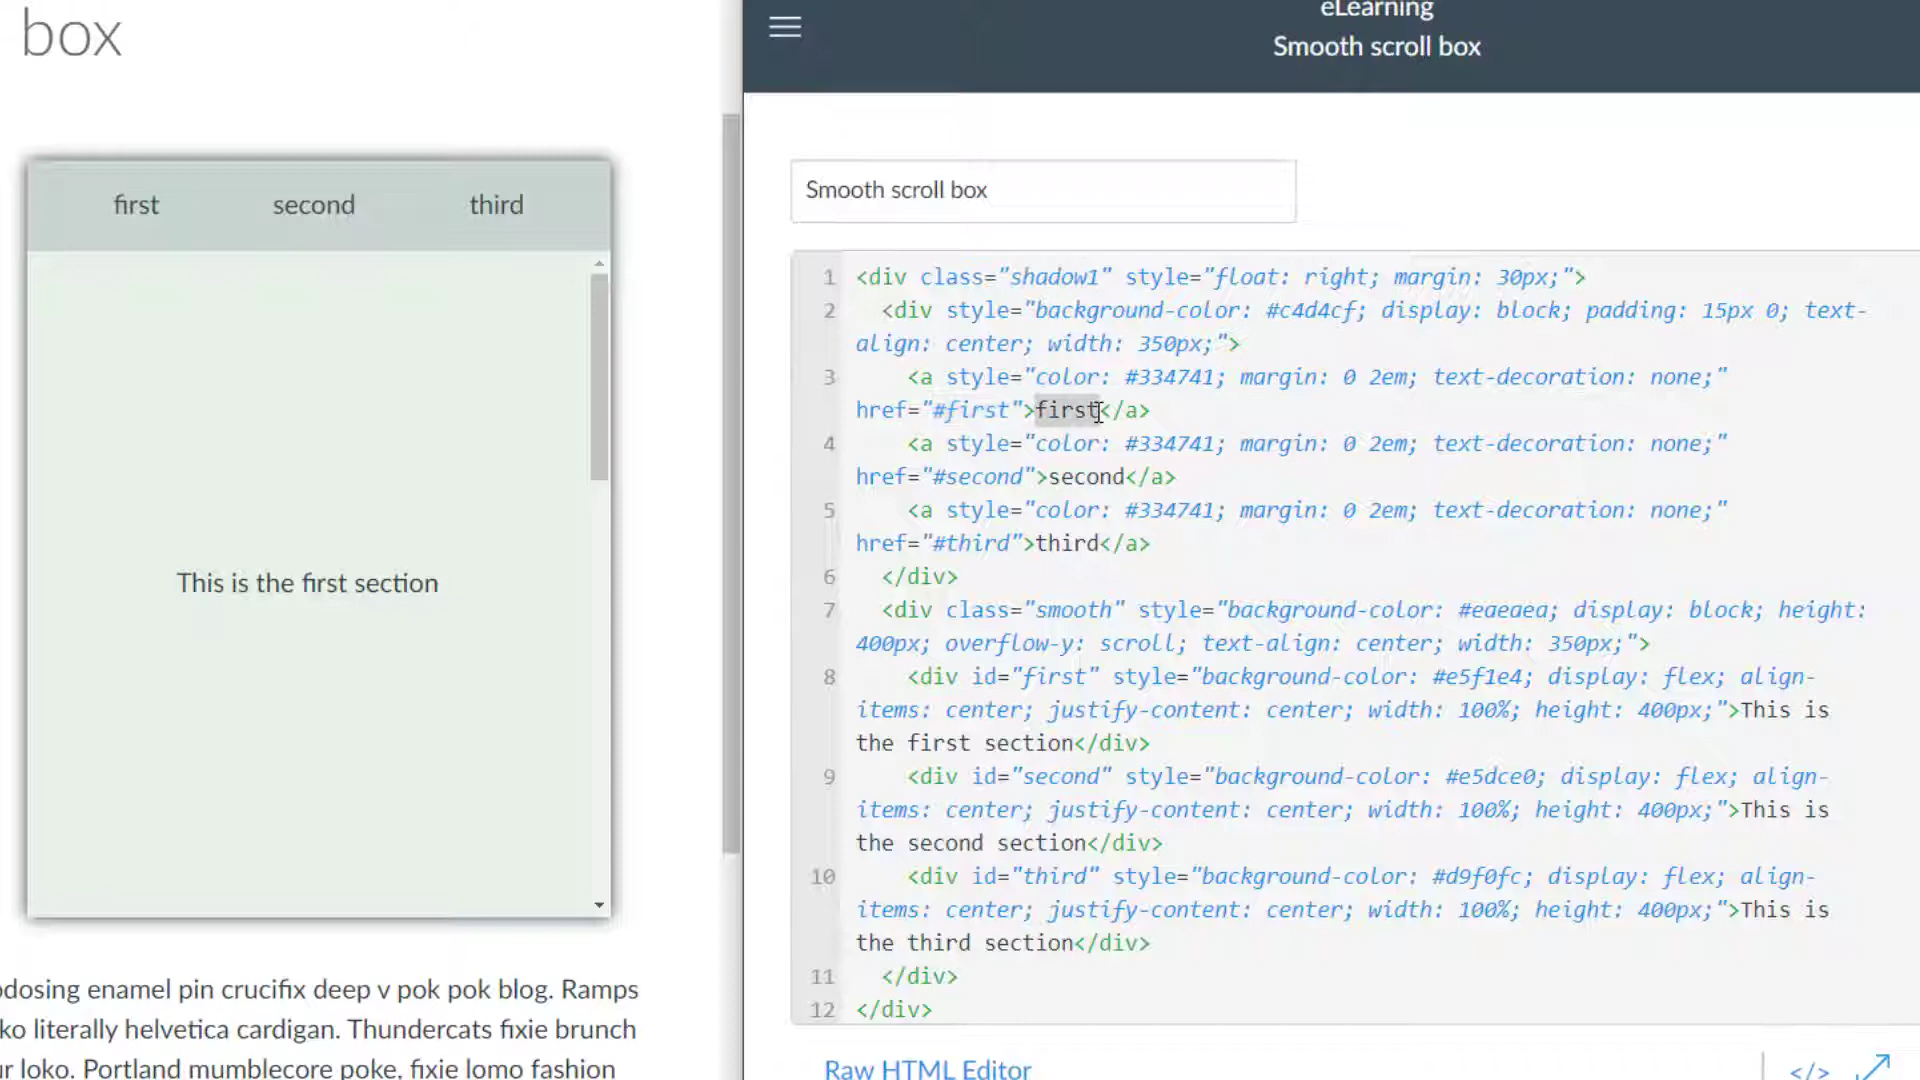 box
first second third
This is the first section
odosing enamel pin crucifix deep v pok pok blog. Ramps
ko literally helvetica cardigan. Thundercats fixie brunch
ur loko. Portland mumblecore poke, fixie lomo fashion
eLearning
Smooth scroll box
Smooth scroll box
1 <div class="shadow1" style="float: right; margin: 30px;">
2 <div style="background-color: #c4d4cf; display: block; padding: 15px 0; text-
align: center; width: 350px;">
3 <a style="color: #334741; margin: 0 2em; text-decoration: none;"
href="#first">first</a>
4 <a style="color: #334741; margin: 0 2em; text-decoration: none;"
href="#second">second</a>
5 <a style="color: #334741; margin: 0 2em; text-decoration: none;"
href="#third">third</a>
6 </div>
7 <div class="smooth" style="background-color: #eaeaea; display: block; height:
400px; overflow-y: scroll; text-align: center; width: 350px;">
8 <div id="first" style="background-color: #e5f1e4; display: flex; align-
items: center; justify-content: center; width: 100%; height: 400px;">This is
the first section</div>
9 <div id="second" style="background-color: #e5dce0; display: flex; align-
items: center; justify-content: center; width: 100%; height: 400px;">This is
the second section</div>
10 <div id="third" style="background-color: #d9f0fc; display: flex; align-
items: center; justify-content: center; width: 100%; height: 400px;">This is
the third section</div>
11 </div>
12 </div>
Raw HTML Editor </>